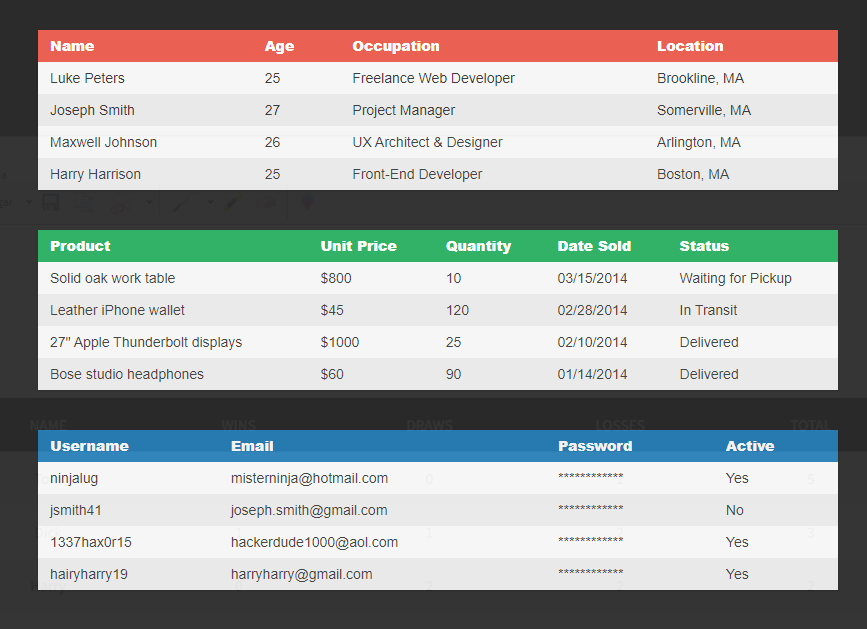 Name Age Occupation Location
Luke Peters 25 Freelance Web Developer Brookline, MA
Joseph Smith 27 Project Manager Somerville, MA
Maxwell Johnson 26 UX Architect & Designer Arlington, MA
Harry Harrison 25 Front-End Developer Boston, MA
Product Unit Price Quantity Date Sold Status
Solid oak work table $800 10 03/15/2014 Waiting for Pickup
Leather iPhone wallet $45 120 02/28/2014 In Transit
27" Apple Thunderbolt displays $1000 25 02/10/2014 Delivered
Bose studio headphones $60 90 01/14/2014 Delivered
NAME WINS DRAWS LOSSES TOTAL
Username Email Password Active
ninjalug misterninja@hotmail.com ************ Yes
jsmith41 joseph.smith@gmail.com ************ No
1337hax0r15 hackerdude1000@aol.com ************ Yes
hairyharry19 harryharry@gmail.com ************ Yes